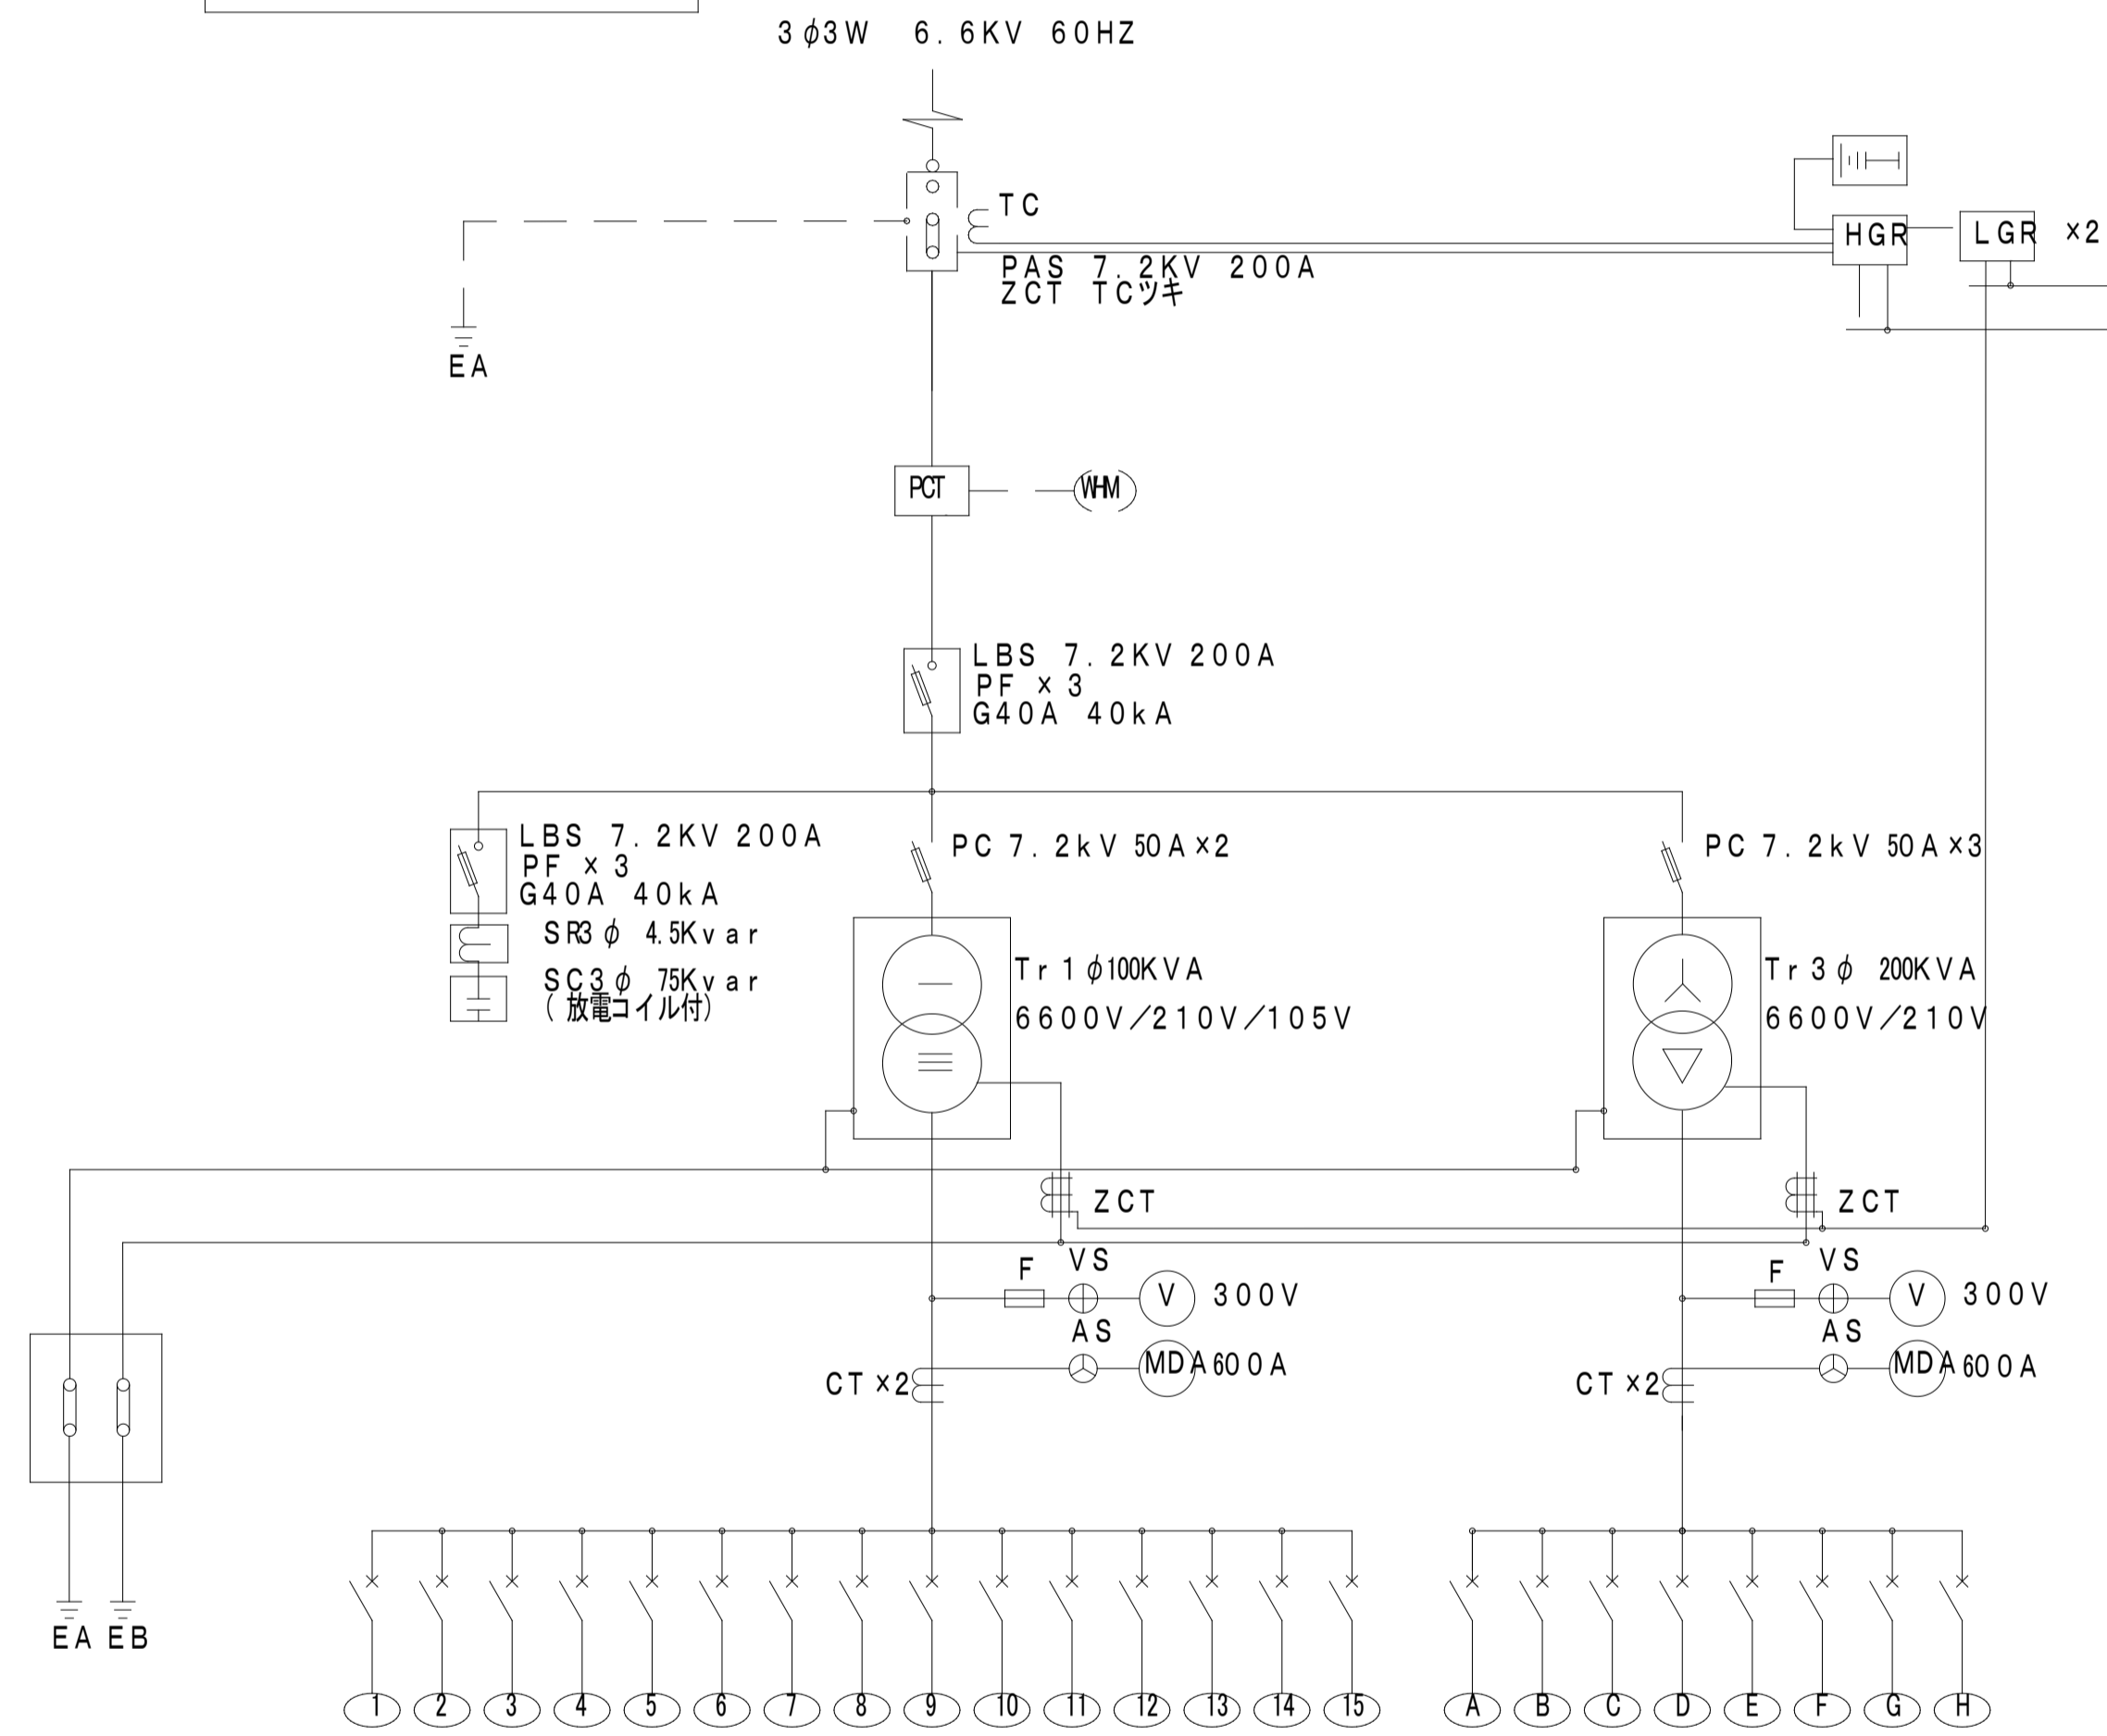 3φ3W 6.6KV 60HZ
TC
HGR
LGR ×2
PAS 7.2KV 200A
ZCT TCツキ
EA
PCT
WHM
LBS 7.2KV 200A
PF ×3
G40A 40kA
LBS 7.2KV 200A
PF ×3
G40A 40kA
PC 7.2kV 50A×2
PC 7.2kV 50A×3
SR3φ 4.5Kvar
SC3φ 75Kvar
(放電コイル付)
Tr 1φ100KVA
6600V/210V/105V
Tr 3φ 200KVA
6600V/210V
ZCT
ZCT
F
VS
V
300V
F
VS
V
300V
AS
MDA
600A
CT×2
AS
MDA
600A
CT×2
EA
EB
1
2
3
4
5
6
7
8
9
10
11
12
13
14
15
A
B
C
D
E
F
G
H